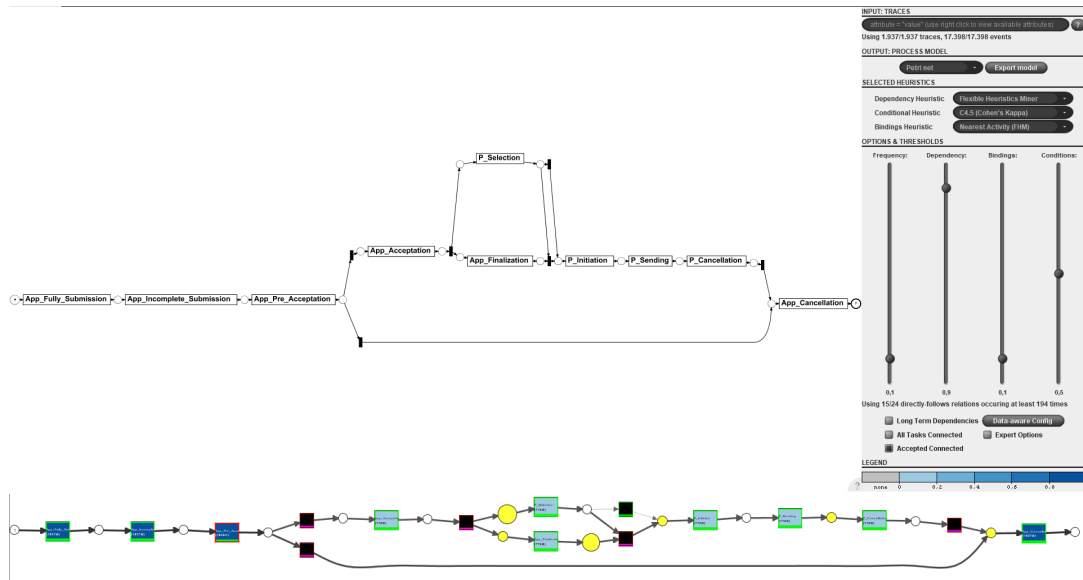 INPUT: TRACES
attribute = "value" (use right click to view available attributes)
?
Using 1.937/1.937 traces, 17.398/17.398 events
OUTPUT: PROCESS MODEL
Petri net
Export model
SELECTED HEURISTICS
Dependency Heuristic
Flexible Heuristics Miner
Conditional Heuristic
C4.5 (Cohen's Kappa)
Bindings Heuristic
Nearest Activity (FHM)
OPTIONS & THRESHOLDS
Frequency: Dependency: Bindings: Conditions:
0,1 0,9 0,1 0,5
Using 15/24 directly-follows relations occuring at least 194 times
Long Term Dependencies
Data-aware Config
All Tasks Connected
Expert Options
Accepted Connected
LEGEND
?
none 0 0.2 0.4 0.6 0.8
P_Selection
App_Acceptation
App_Finalization
P_Initiation
P_Sending
P_Cancellation
App_Fully_Submission
App_Incomplete_Submission
App_Pre_Acceptation
App_Cancellation